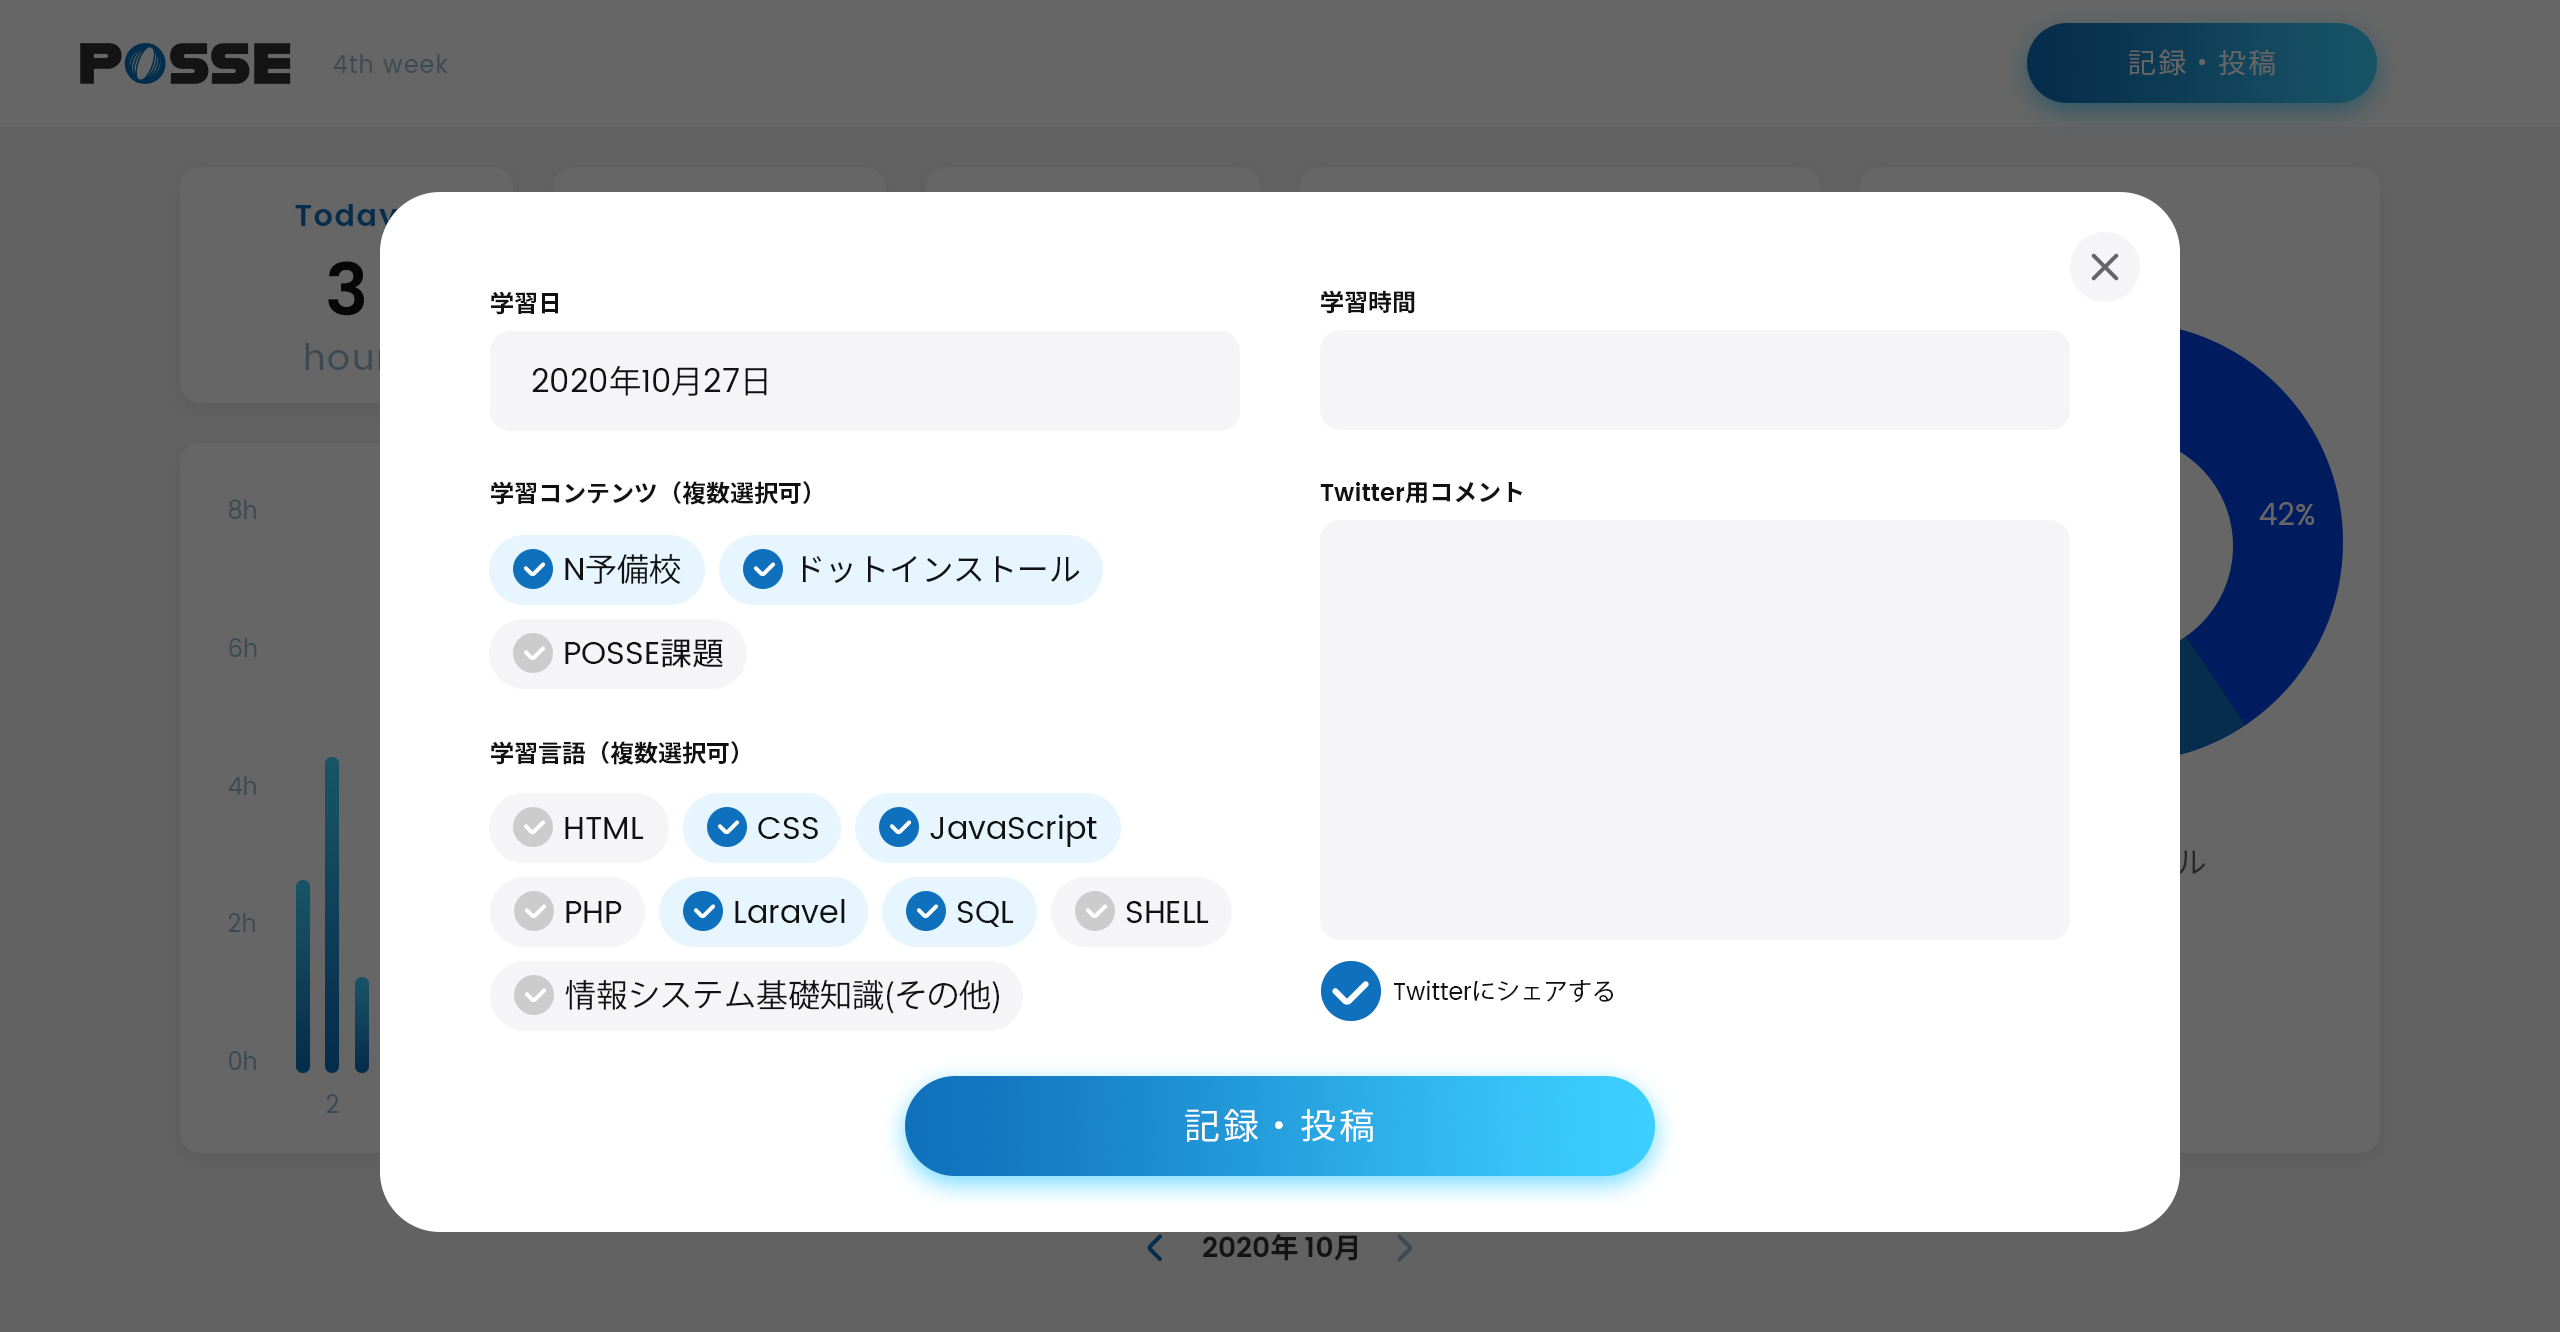 POSSE
4th week
記録・投稿
Today
3
8h
6h
4h
2h
0h
2
42%
ル
学習日
2020年10月27日
学習コンテンツ（複数選択可）
N予備校 ドットインストール
POSSE課題
学習言語（複数選択可）
HTML CSS JavaScript
PHP Laravel SQL SHELL
情報システム基礎知識(その他)
学習時間
Twitter用コメント
Twitterにシェアする
記録・投稿
2020年 10月